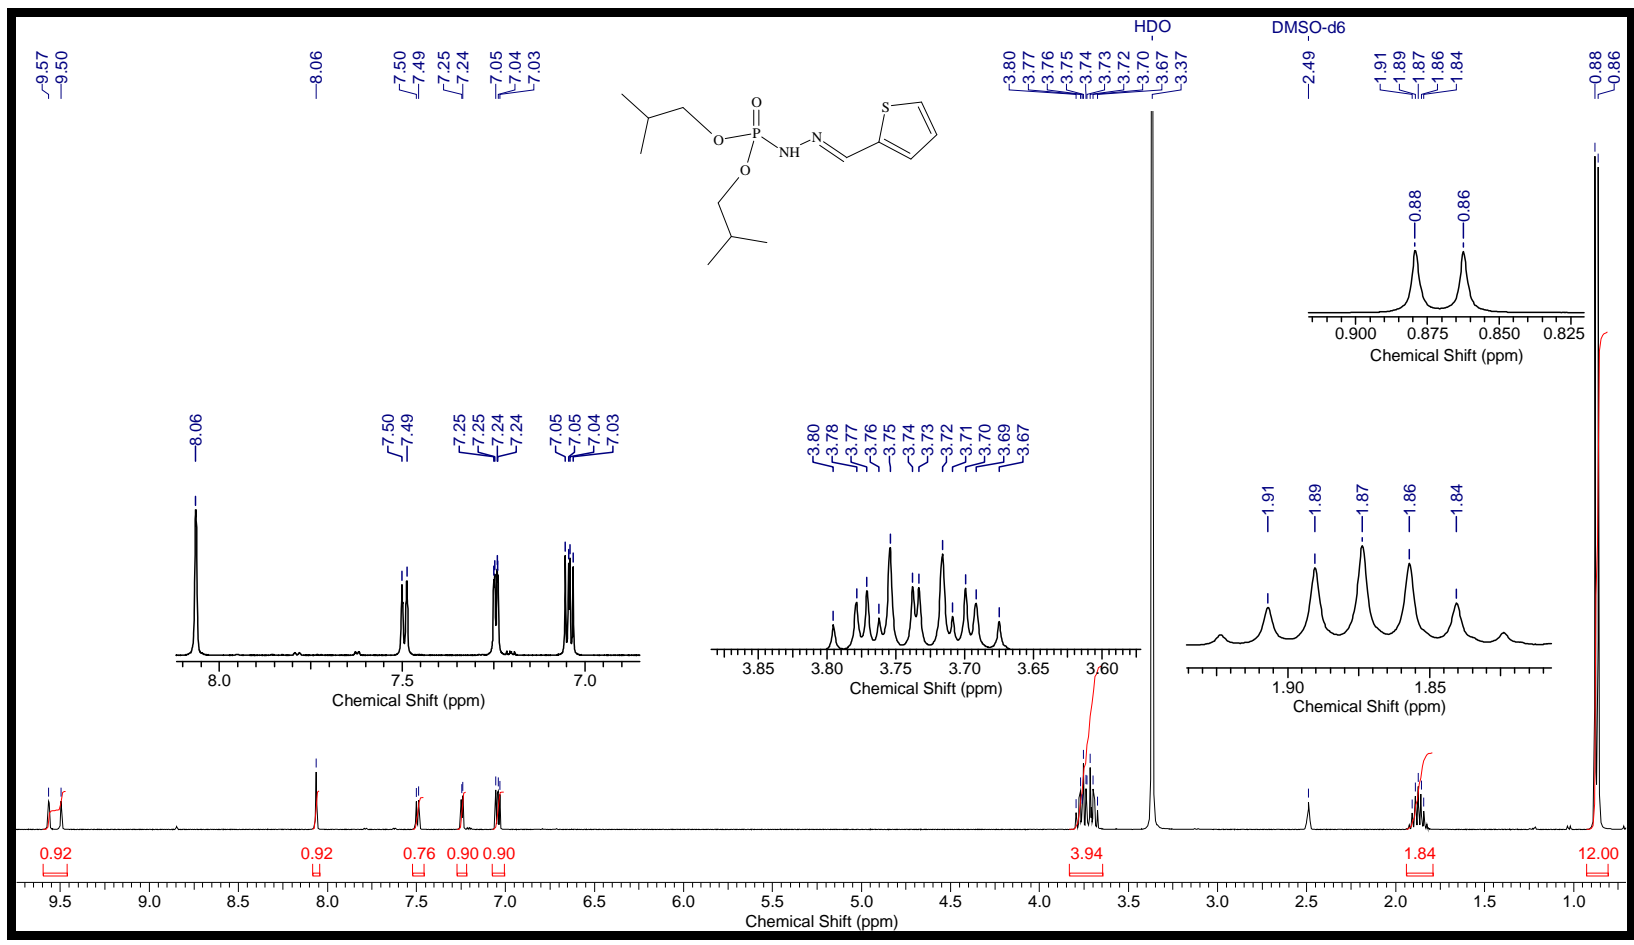 HDO DMSO-d6
9.57 9.50 8.06 7.50 7.49 7.25 7.24 7.05 7.04 7.03 3.80 3.77 3.76 3.75 3.74 3.73 3.72 3.70 3.67 3.37 2.49 1.91 1.89 1.87 1.86 1.84 0.88 0.86
O
P
O
O
NH
N
S
0.88 0.86
0.900 0.875 0.850 0.825
Chemical Shift (ppm)
8.06 7.50 7.49 7.25 7.25 7.24 7.24 7.05 7.05 7.04 7.03
8.0 7.5 7.0
Chemical Shift (ppm)
3.80 3.78 3.77 3.76 3.75 3.74 3.73 3.72 3.71 3.70 3.69 3.67
3.85 3.80 3.75 3.70 3.65 3.60
Chemical Shift (ppm)
1.91 1.89 1.87 1.86 1.84
1.90 1.85
Chemical Shift (ppm)
0.92 0.92 0.76 0.90 0.90 3.94 1.84 12.00
9.5 9.0 8.5 8.0 7.5 7.0 6.5 6.0 5.5 5.0 4.5 4.0 3.5 3.0 2.5 2.0 1.5 1.0
Chemical Shift (ppm)